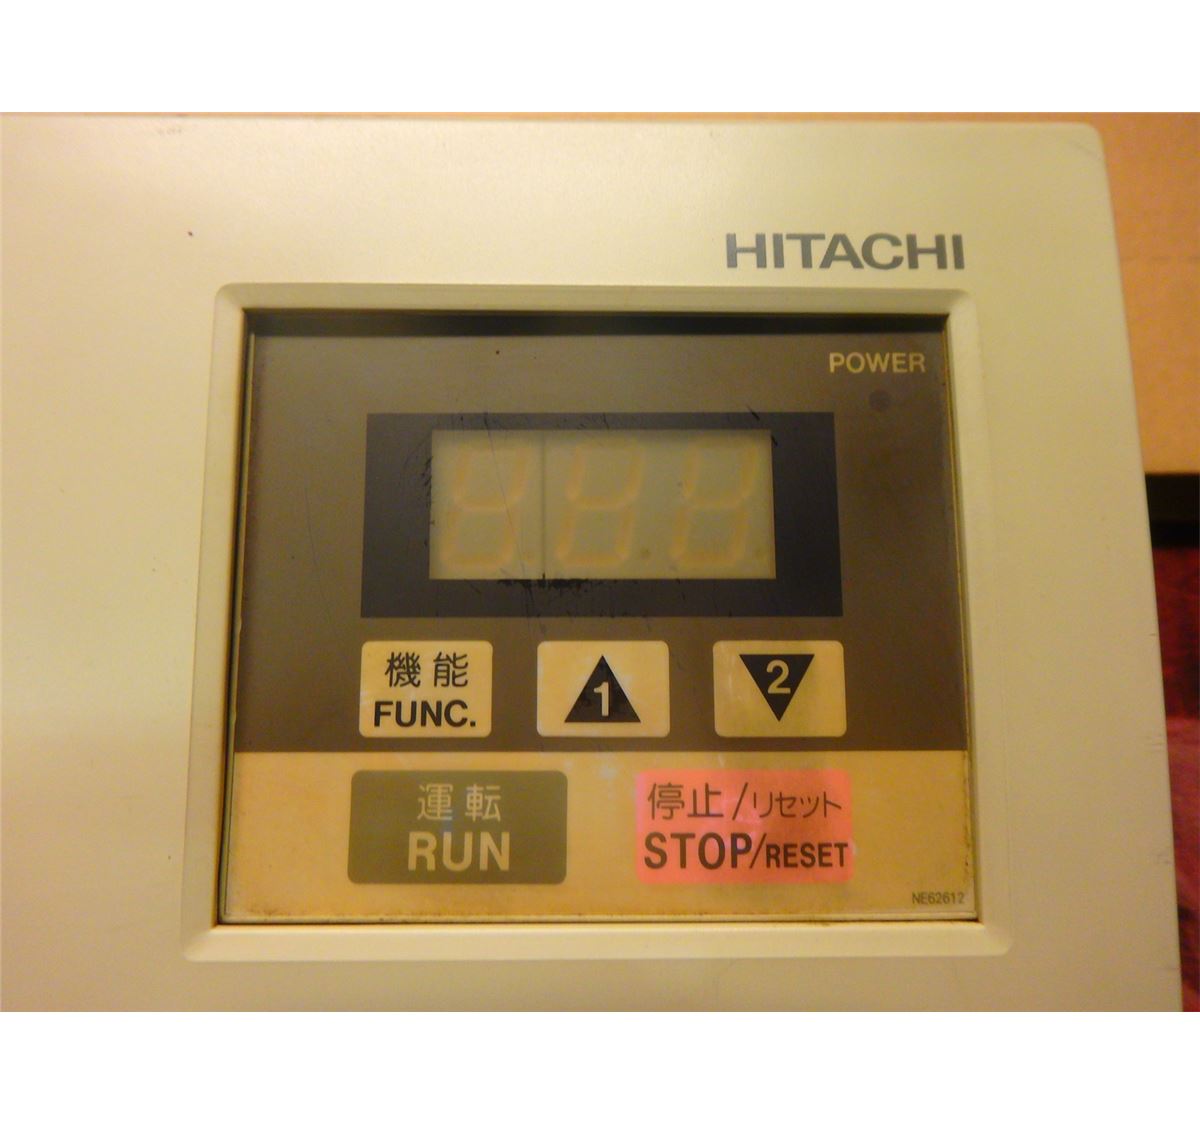 HITACHI
POWER
機能
FUNC.
1
2
運転
RUN
停止/リセット
STOP/RESET
NE62612